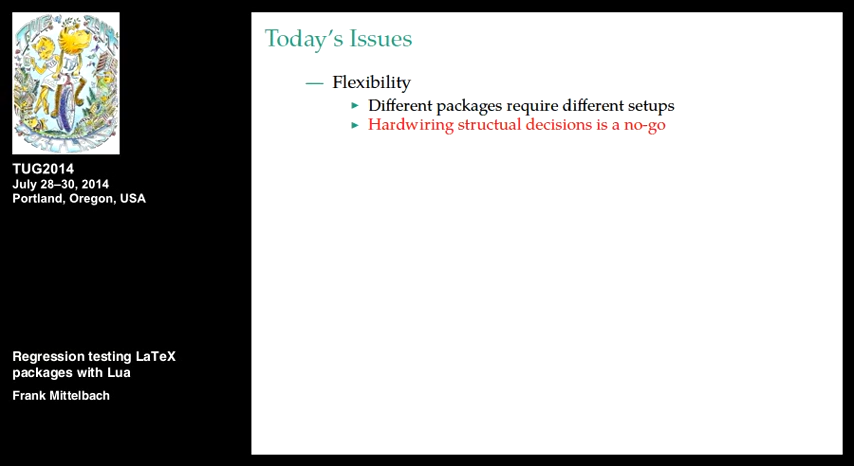 Today's Issues
— Flexibility
▸ Different packages require different setups
▸ Hardwiring structual decisions is a no-go
TUG2014
July 28–30, 2014
Portland, Oregon, USA
Regression testing LaTeX
packages with Lua
Frank Mittelbach